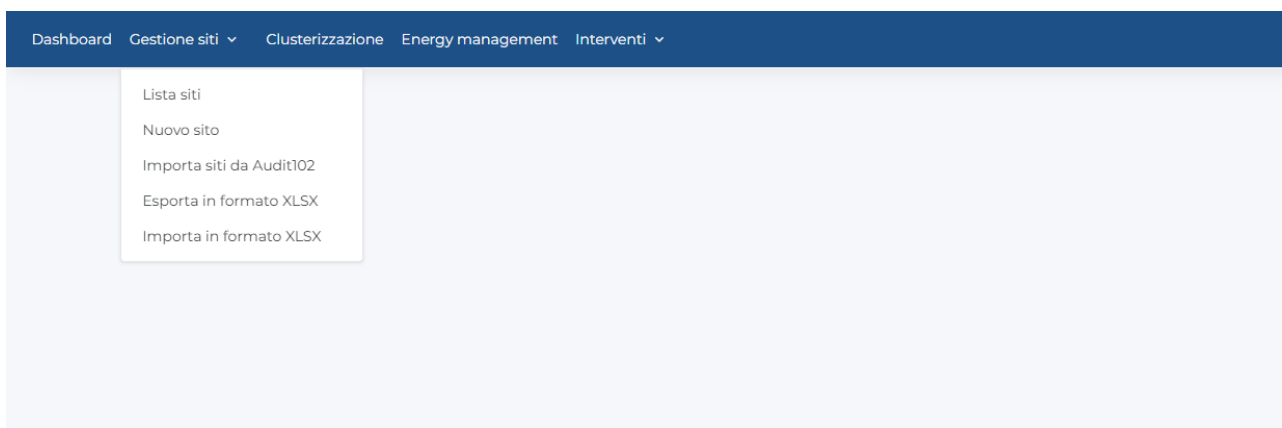 Dashboard Gestione siti Clusterizzazione Energy management Interventi
Lista siti
Nuovo sito
Importa siti da Audit102
Esporta in formato XLSX
Importa in formato XLSX